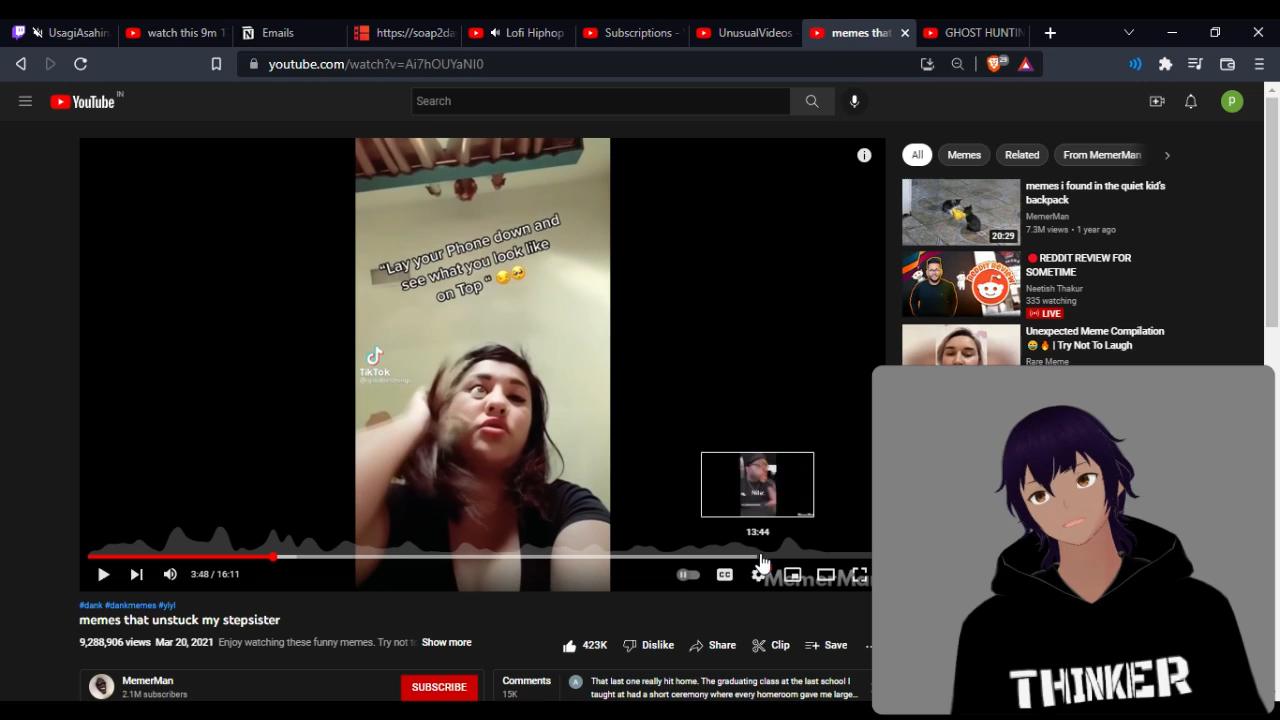 UsagiAsahin
watch this 9m T
Emails
https://soap2da
Lofi Hiphop
Subscriptions -
UnusualVideos
memes that
GHOST HUNTIN
youtube.com/watch?v=Ai7hOUYaNI0
25
YouTube IN
Search
P
"Lay your Phone down and
see what you look like
on Top "
TikTok
13:44
3:48 / 16:11
CC
MemerMa
#dank #dankmemes #ylyl
memes that unstuck my stepsister
9,288,906 views Mar 20, 2021 Enjoy watching these funny memes. Try not to Show more
423K Dislike Share Clip Save ...
MemerMan
2.1M subscribers
SUBSCRIBE
Comments
15K
A
That last one really hit home. The graduating class at the last school I
taught at had a short ceremony where every homeroom gave me large...
All Memes Related From MemerMan
memes i found in the quiet kid's
backpack
MemerMan
7.3M views • 1 year ago
20:29
REDDIT REVIEW FOR
SOMETIME
Neetish Thakur
335 watching
LIVE
Unexpected Meme Compilation
| Try Not To Laugh
Rare Meme
THINKER